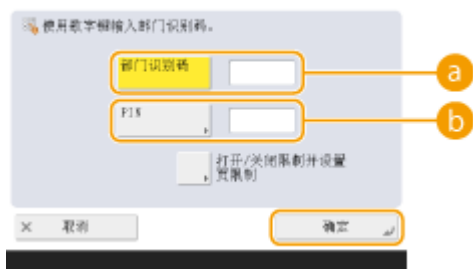 使用数字键输入部门识别码。
部门识别码
a
PIN
b
打开/关闭限制并设置
页限制
× 取消
确定